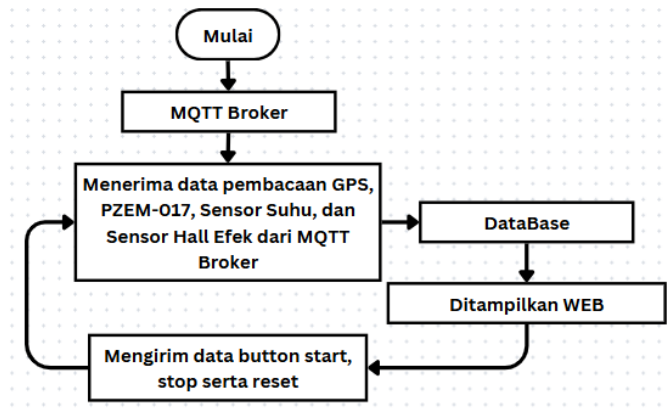 Mulai
MQTT Broker
Menerima data pembacaan GPS,
PZEM-017, Sensor Suhu, dan
Sensor Hall Efek dari MQTT
Broker
DataBase
Ditampilkan WEB
Mengirim data button start,
stop serta reset